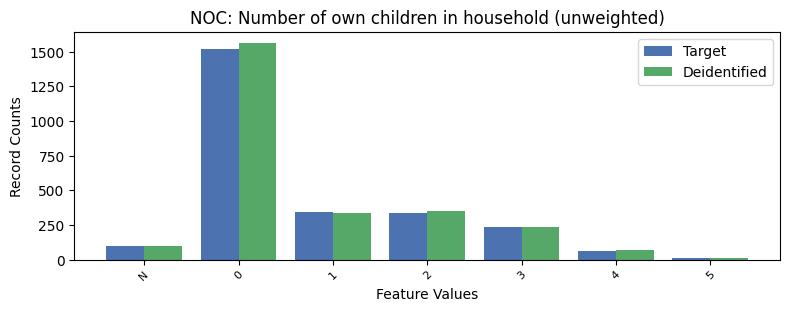 NOC: Number of own children in household (unweighted)
Target
Deidentified
Record Counts
1500
1250
1000
750
500
250
0
N 0 1 2 3 4 5
Feature Values